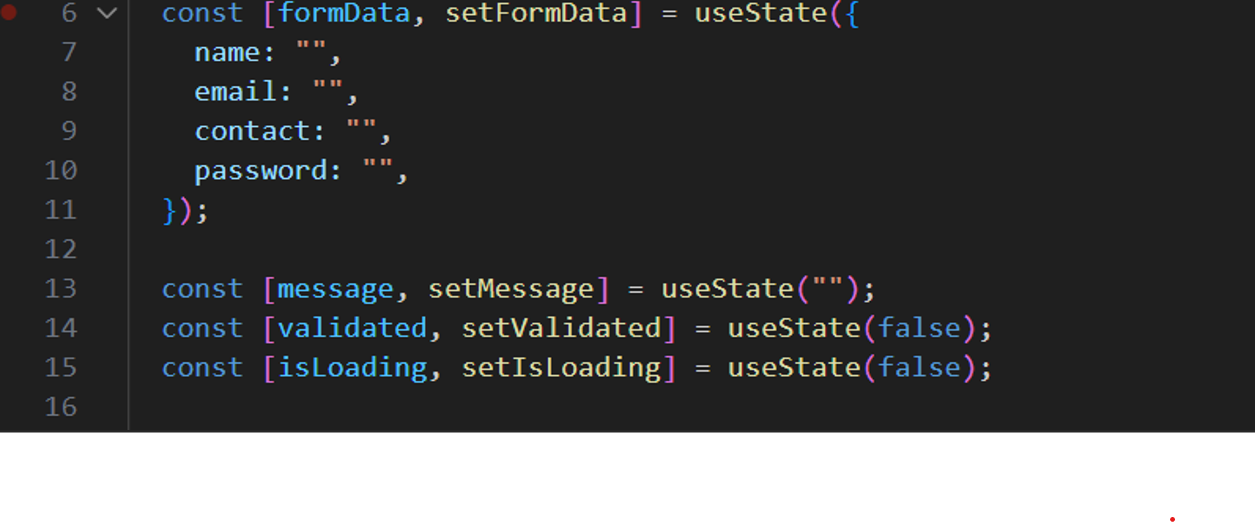 6 const [formData, setFormData] = useState({
7 name: "",
8 email: "",
9 contact: "",
10 password: "",
11 });
12
13 const [message, setMessage] = useState("");
14 const [validated, setValidated] = useState(false);
15 const [isLoading, setIsLoading] = useState(false);
16